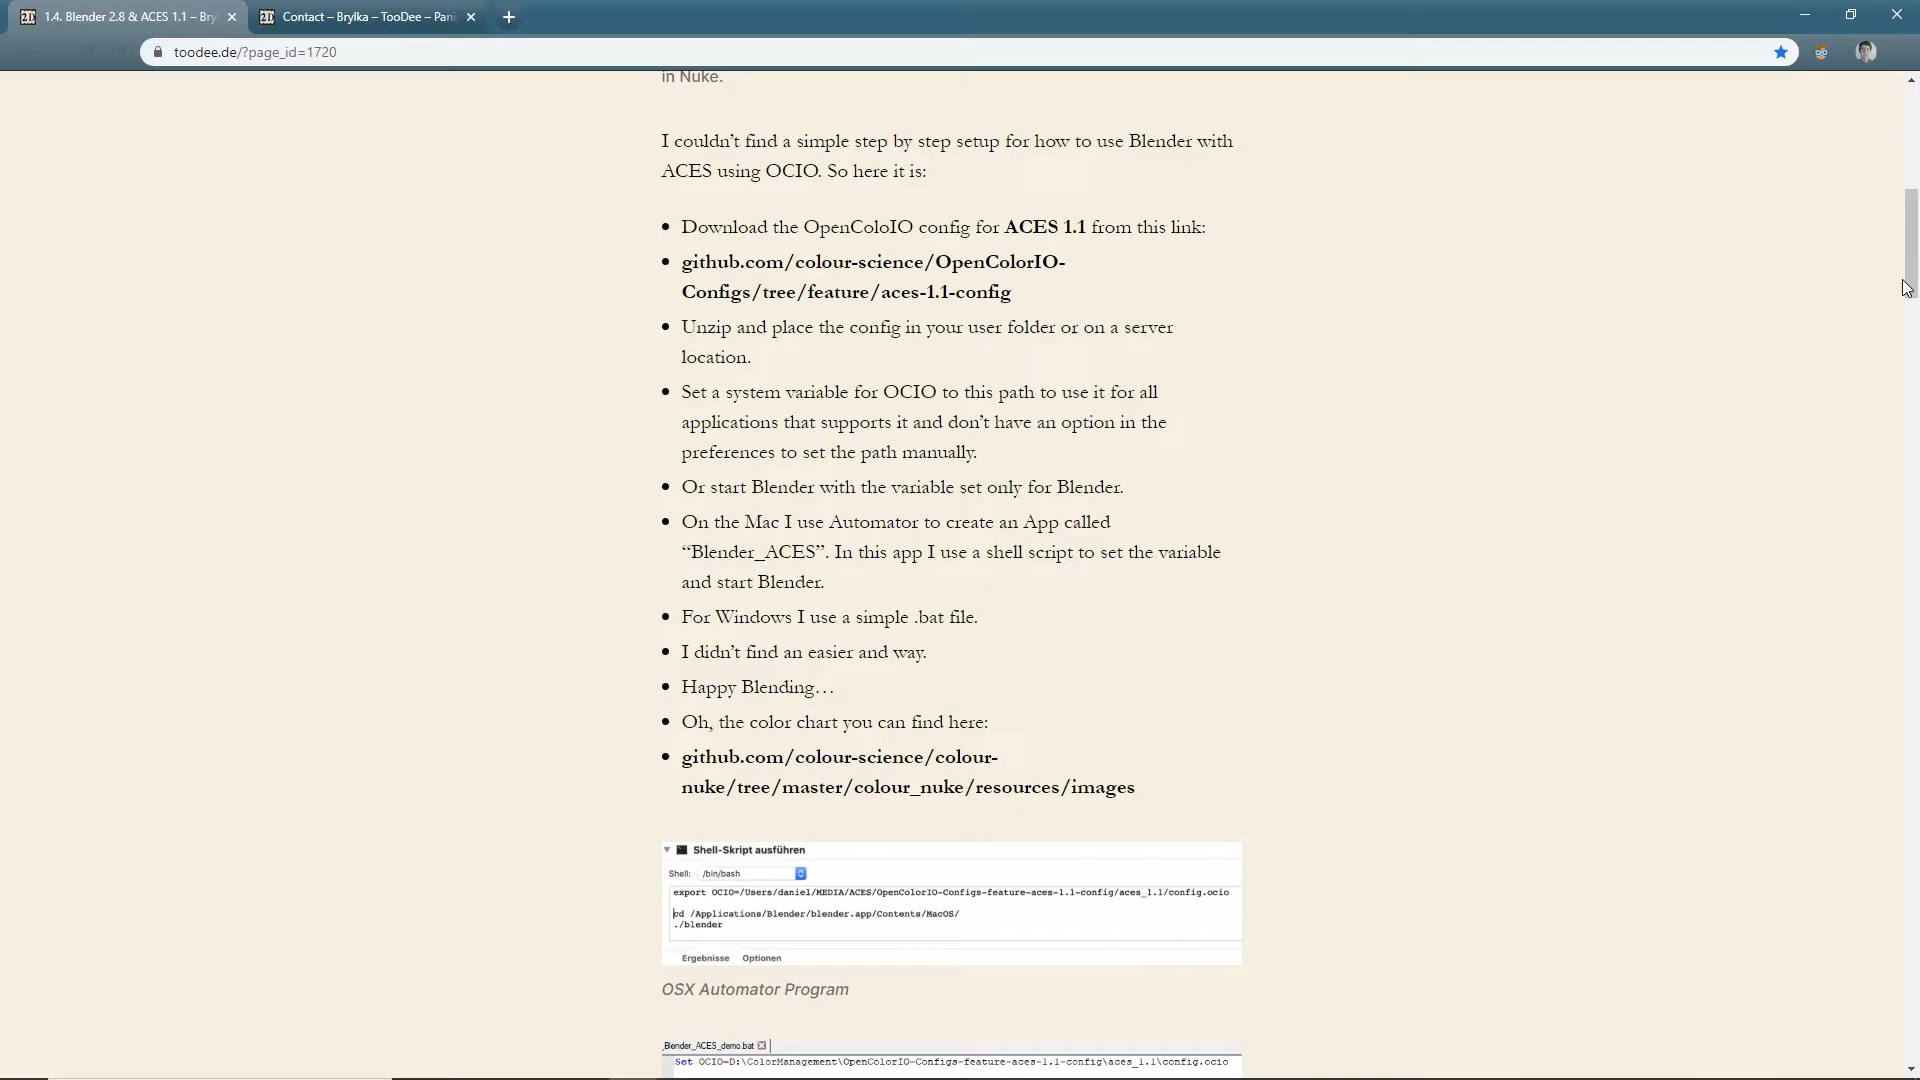 1.4. Blender 2.8 & ACES 1.1 – Bry
Contact – Brylka – TooDee – Pani
toodee.de/?page_id=1720
in Nuke.
I couldn’t find a simple step by step setup for how to use Blender with
ACES using OCIO. So here it is:
Download the OpenColoIO config for ACES 1.1 from this link:
github.com/colour-science/OpenColorIO-
Configs/tree/feature/aces-1.1-config
Unzip and place the config in your user folder or on a server
location.
Set a system variable for OCIO to this path to use it for all
applications that supports it and don’t have an option in the
preferences to set the path manually.
Or start Blender with the variable set only for Blender.
On the Mac I use Automator to create an App called
“Blender_ACES”. In this app I use a shell script to set the variable
and start Blender.
For Windows I use a simple .bat file.
I didn’t find an easier and way.
Happy Blending…
Oh, the color chart you can find here:
github.com/colour-science/colour-
nuke/tree/master/colour_nuke/resources/images
Shell-Skript ausführen
Shell: /bin/bash
export OCIO=/Users/daniel/MEDIA/ACES/OpenColorIO-Configs-feature-aces-1.1-config/aces_1.1/config.ocio
cd /Applications/Blender/blender.app/Contents/MacOS/
./blender
Ergebnisse Optionen
OSX Automator Program
_Blender_ACES_demo.bat
Set OCIO=D:\ColorManagement\OpenColorIO-Configs-feature-aces-1.1-config\aces_1.1\config.ocio